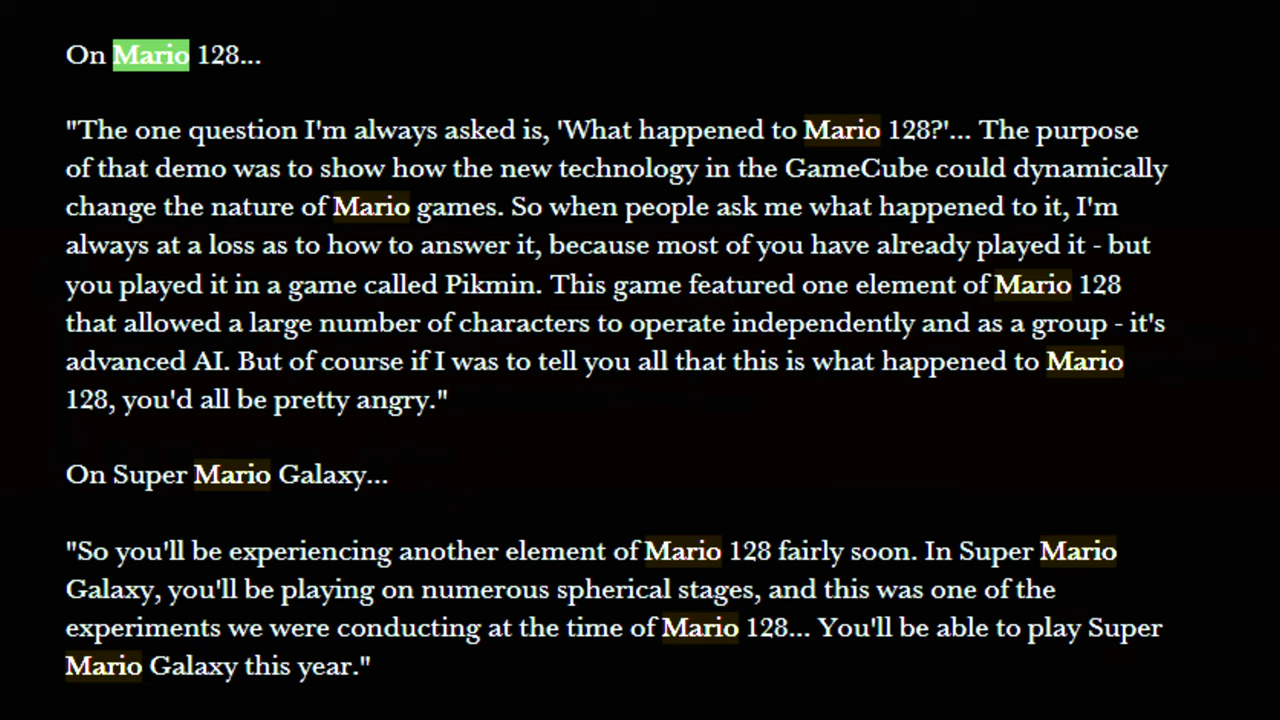 On Mario 128...
"The one question I'm always asked is, 'What happened to Mario 128?'... The purpose
of that demo was to show how the new technology in the GameCube could dynamically
change the nature of Mario games. So when people ask me what happened to it, I'm
always at a loss as to how to answer it, because most of you have already played it - but
you played it in a game called Pikmin. This game featured one element of Mario 128
that allowed a large number of characters to operate independently and as a group - it's
advanced AI. But of course if I was to tell you all that this is what happened to Mario
128, you'd all be pretty angry."
On Super Mario Galaxy...
"So you'll be experiencing another element of Mario 128 fairly soon. In Super Mario
Galaxy, you'll be playing on numerous spherical stages, and this was one of the
experiments we were conducting at the time of Mario 128... You'll be able to play Super
Mario Galaxy this year."